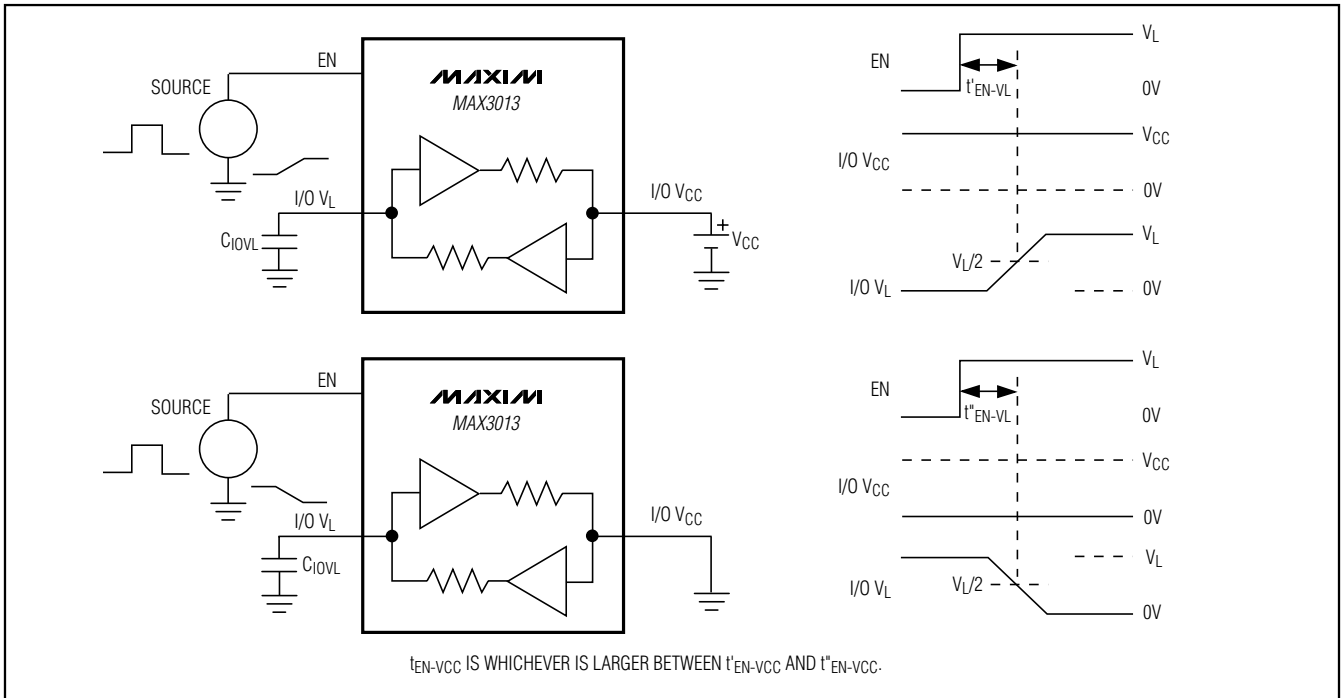 EN
SOURCE
MAXIM
MAX3013
I/O VL
CIOVL
I/O VCC
+
VCC
EN
VL
t'EN-VL
0V
VCC
I/O VCC
0V
VL
VL/2
I/O VL
0V
EN
SOURCE
MAXIM
MAX3013
I/O VL
CIOVL
I/O VCC
VL
EN
t"EN-VL
0V
VCC
I/O VCC
0V
VL
I/O VL
VL/2
0V
tEN-VCC IS WHICHEVER IS LARGER BETWEEN t'EN-VCC AND t"EN-VCC.